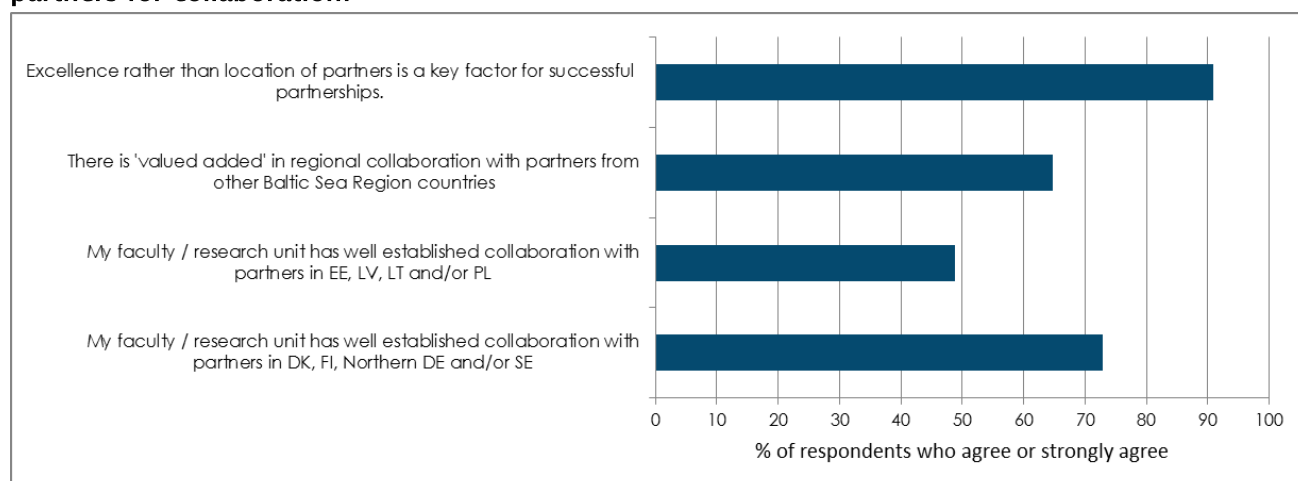 partners for collaboration?
Excellence rather than location of partners is a key factor for successful
partnerships.
There is 'valued added' in regional collaboration with partners from
other Baltic Sea Region countries
My faculty / research unit has well established collaboration with
partners in EE, LV, LT and/or PL
My faculty / research unit has well established collaboration with
partners in DK, FI, Northern DE and/or SE
0 10 20 30 40 50 60 70 80 90 100
% of respondents who agree or strongly agree